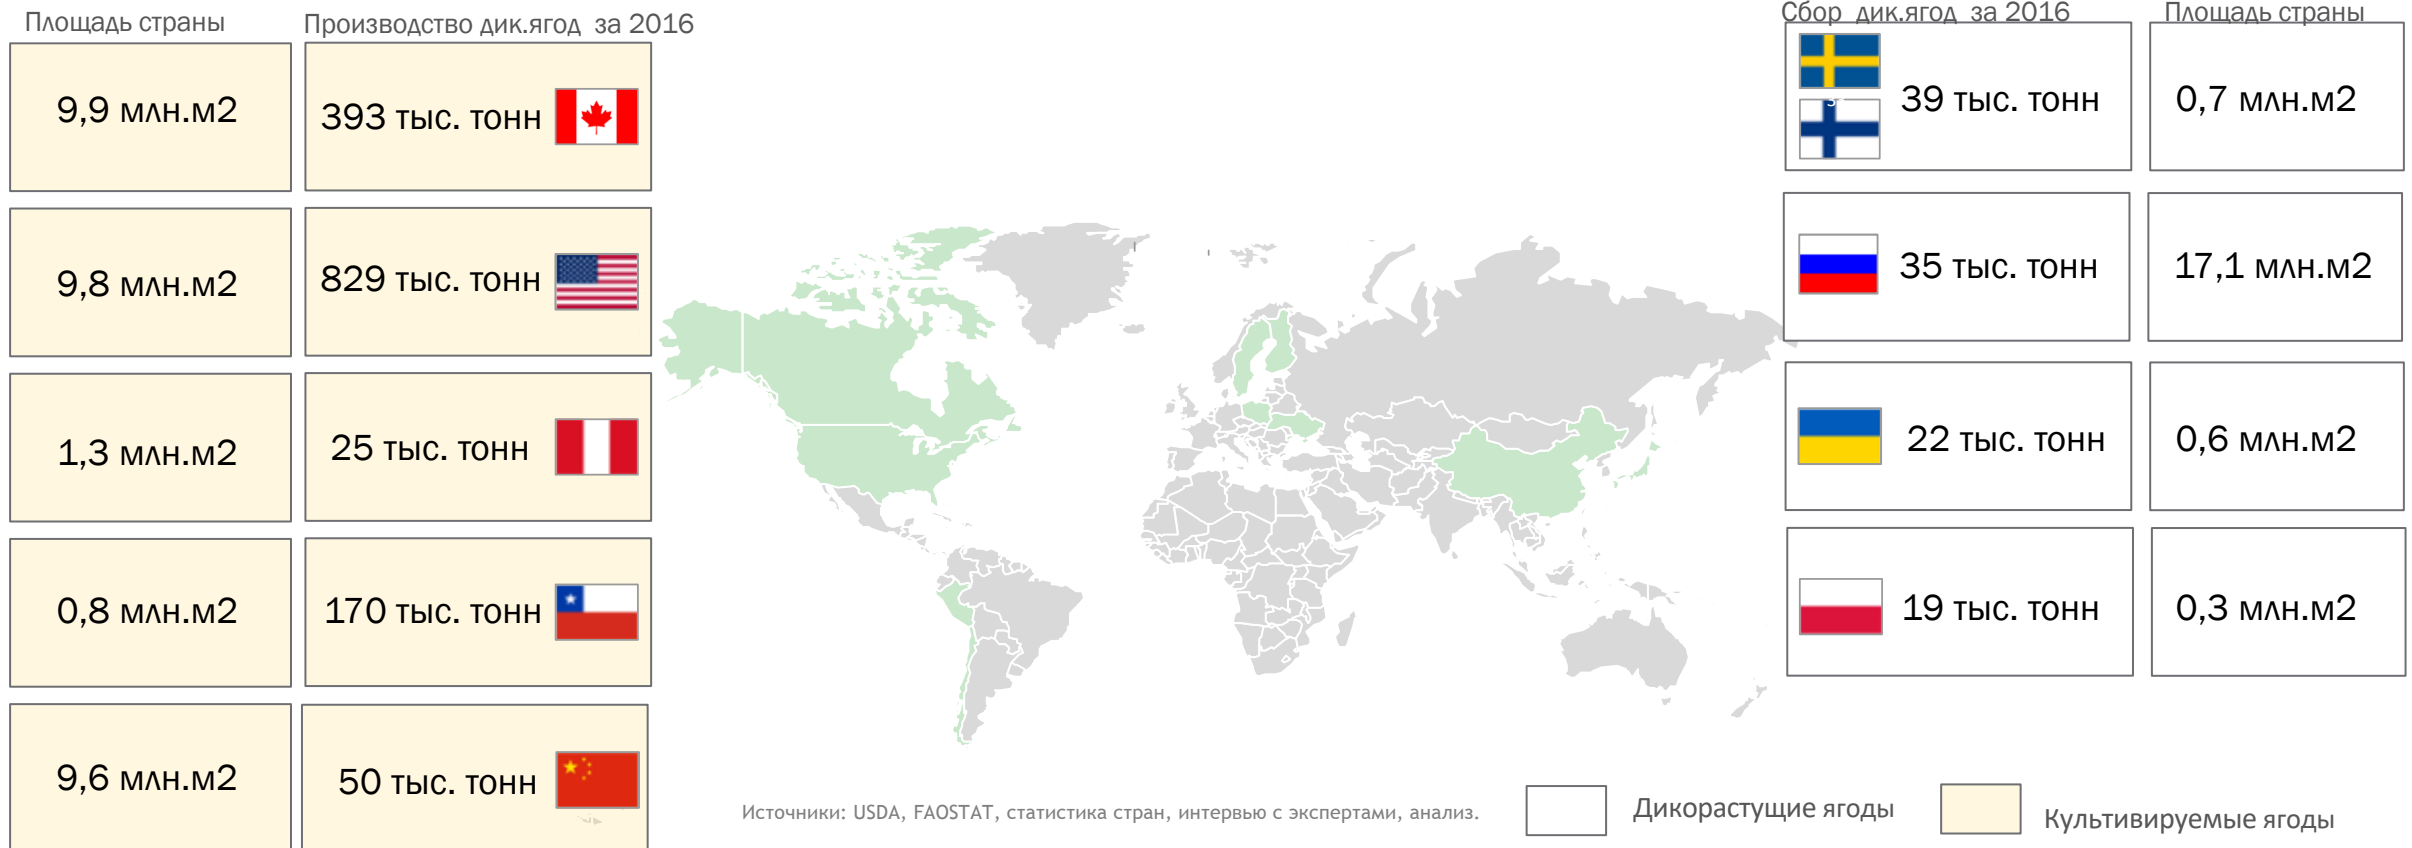 Площадь страны
Производство дик.ягод за 2016
9,9 млн.м2
393 тыс. тонн
9,8 млн.м2
829 тыс. тонн
1,3 млн.м2
25 тыс. тонн
0,8 млн.м2
170 тыс. тонн
9,6 млн.м2
50 тыс. тонн
Сбор дик.ягод за 2016
Площадь страны
39 тыс. тонн
0,7 млн.м2
35 тыс. тонн
17,1 млн.м2
22 тыс. тонн
0,6 млн.м2
19 тыс. тонн
0,3 млн.м2
Источники: USDA, FAOSTAT, статистика стран, интервью с экспертами, анализ.
Дикорастущие ягоды
Культивируемые ягоды